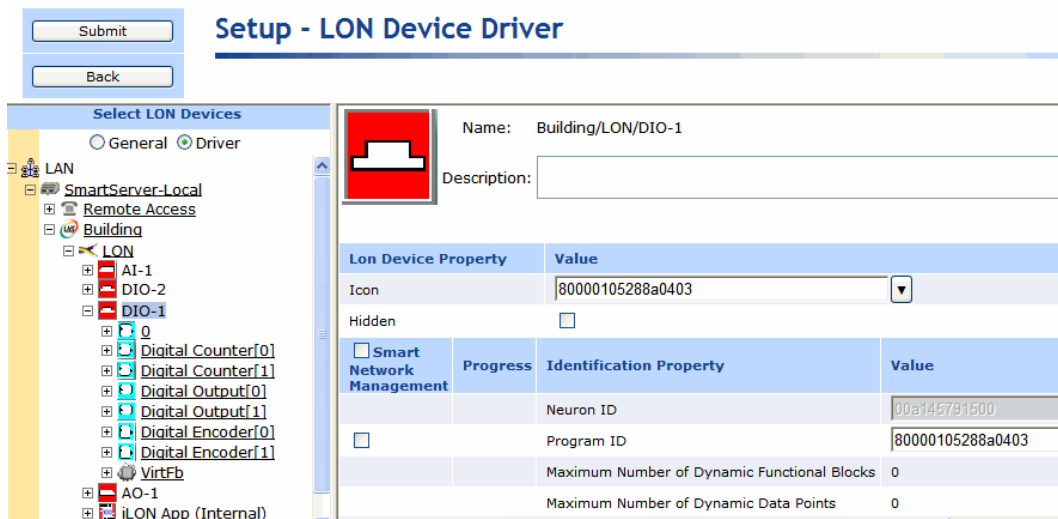 Submit
Setup - LON Device Driver
Back
Select LON Devices
General Driver
LAN
SmartServer-Local
Remote Access
Building
LON
AI-1
DIO-2
DIO-1
0
Digital Counter[0]
Digital Counter[1]
Digital Output[0]
Digital Output[1]
Digital Encoder[0]
Digital Encoder[1]
VirtFb
AO-1
iLON App (Internal)
Name: Building/LON/DIO-1
Description:
Lon Device Property Value
Icon 80000105288a0403
Hidden
Smart Network Management Progress Identification Property Value
Neuron ID 00a145791500
Program ID 80000105288a0403
Maximum Number of Dynamic Functional Blocks 0
Maximum Number of Dynamic Data Points 0